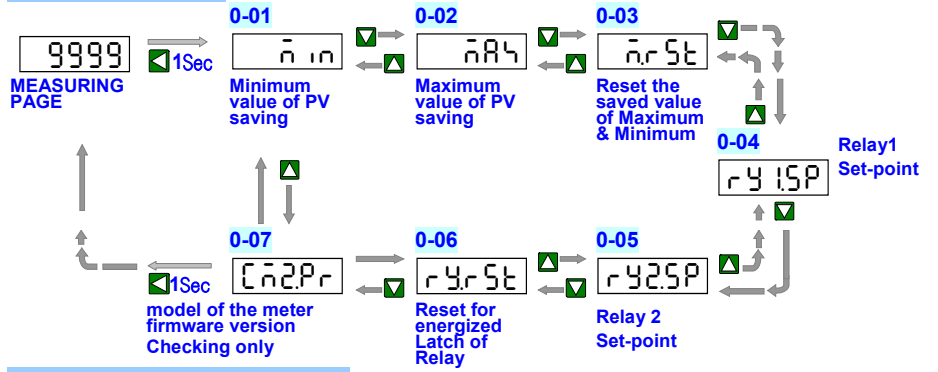 0-01
0-02
0-03
9999
1Sec
m in
mAh
m.rSt
MEASURING
PAGE
Minimum
value of PV
saving
Maximum
value of PV
saving
Reset the
saved value
of Maximum
& Minimum
0-04
Relay1
Set-point
ry1.SP
0-07
0-06
0-05
Cm2.Pr
ry.rSt
ry2.SP
1Sec
model of the meter
firmware version
Checking only
Reset for
energized
Latch of
Relay
Relay 2
Set-point